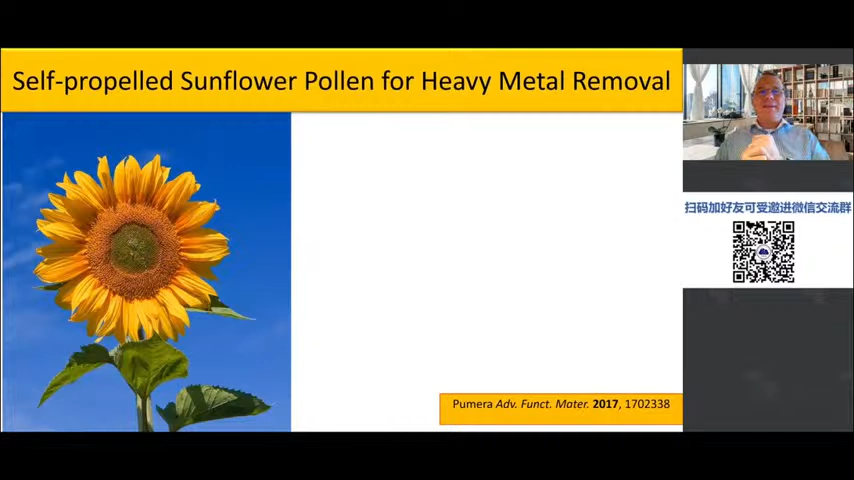 Self-propelled Sunflower Pollen for Heavy Metal Removal
扫码加好友可受邀进微信交流群
Pumera Adv. Funct. Mater. 2017, 1702338